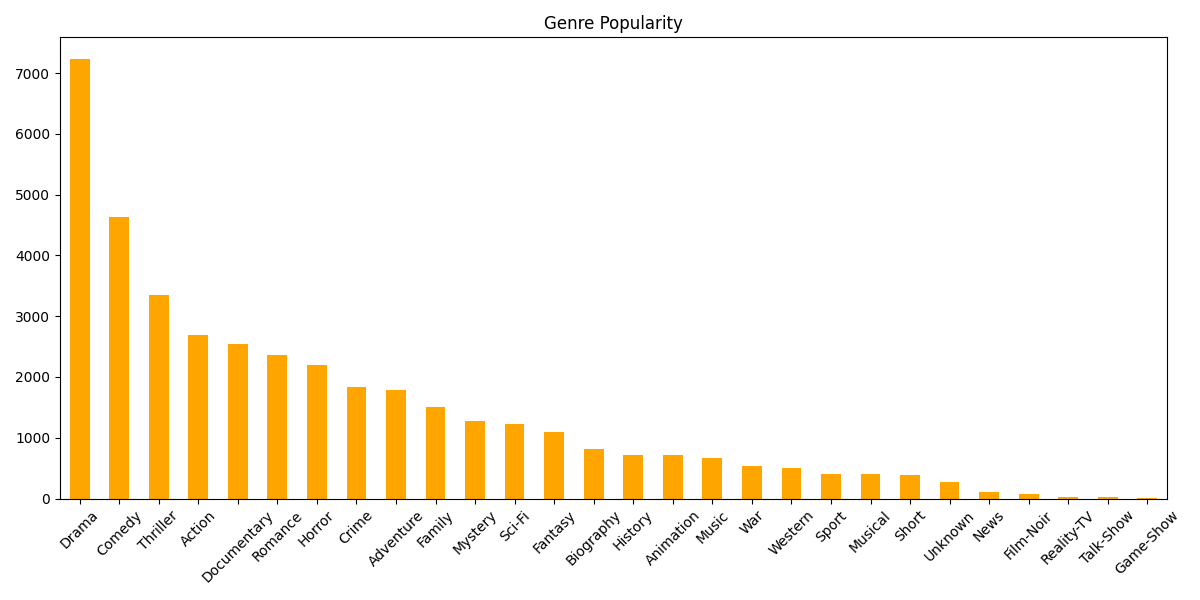 Genre Popularity
7000
6000
5000
4000
3000
2000
1000
0
Drama
Comedy
Thriller
Action
Documentary
Romance
Horror
Crime
Adventure
Family
Mystery
Sci-Fi
Fantasy
Biography
History
Animation
Music
War
Western
Sport
Musical
Short
Unknown
News
Film-Noir
Reality-TV
Talk-Show
Game-Show